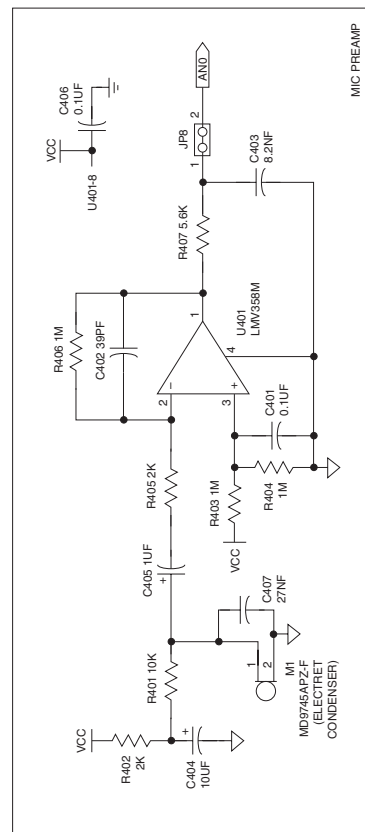 MIC PREAMP
AN0
JP8
1
2
C406
0.1UF
VCC
U401-8
R407 5.6K
C403
8.2NF
R406 1M
C402 39PF
2
3
1
4
−
+
U401
LMV358M
R405 2K
C405 1UF
+
R403 1M
VCC
C401
0.1UF
R404
1M
R401 10K
VCC
R402
2K
+
C404
10UF
C407
27NF
1
2
M1
MD9745APZ-F
(ELECTRET
CONDENSER)